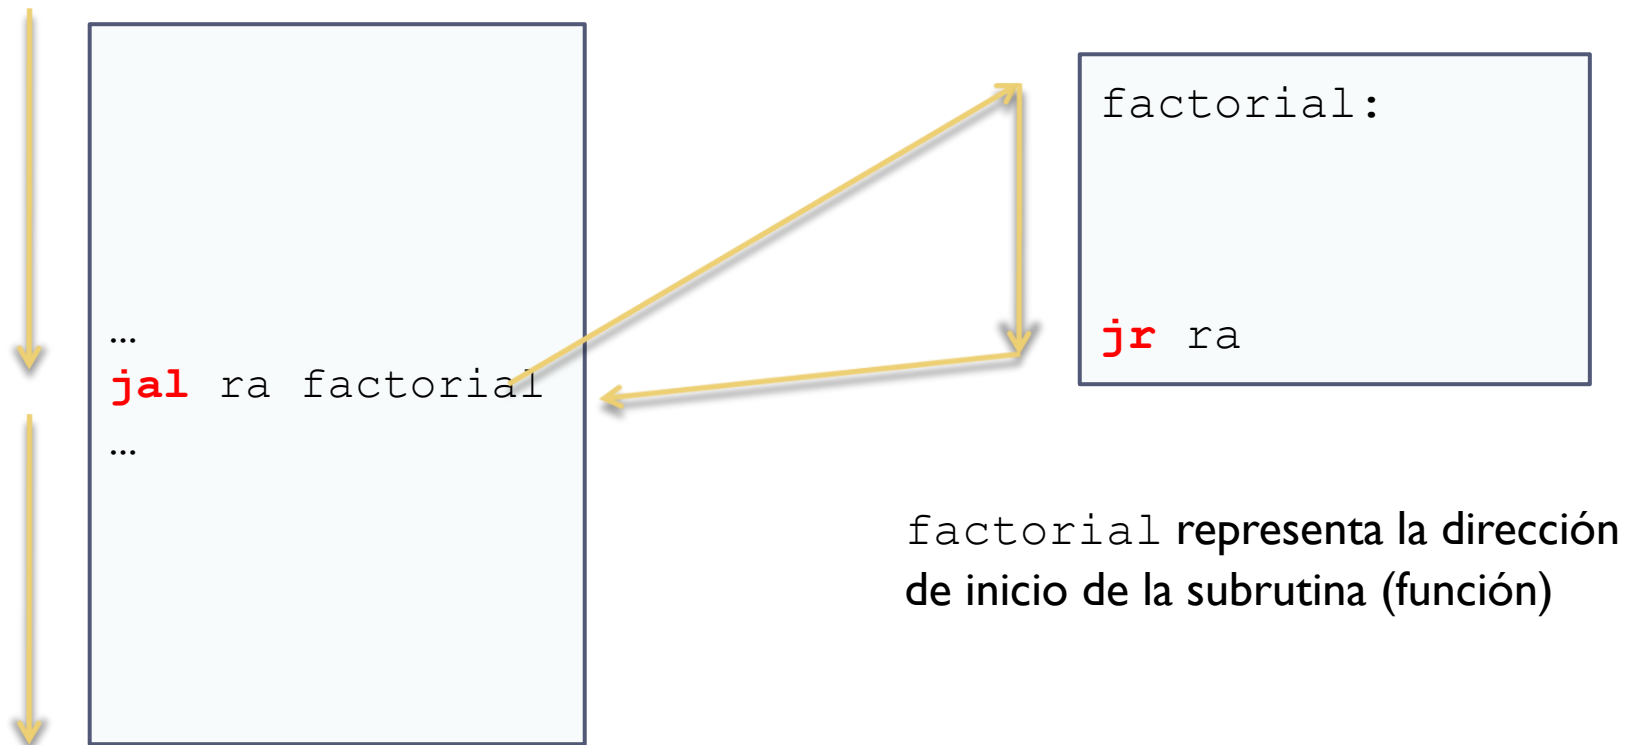 …
jal ra factorial
…
factorial:
jr ra
factorial representa la dirección
de inicio de la subrutina (función)